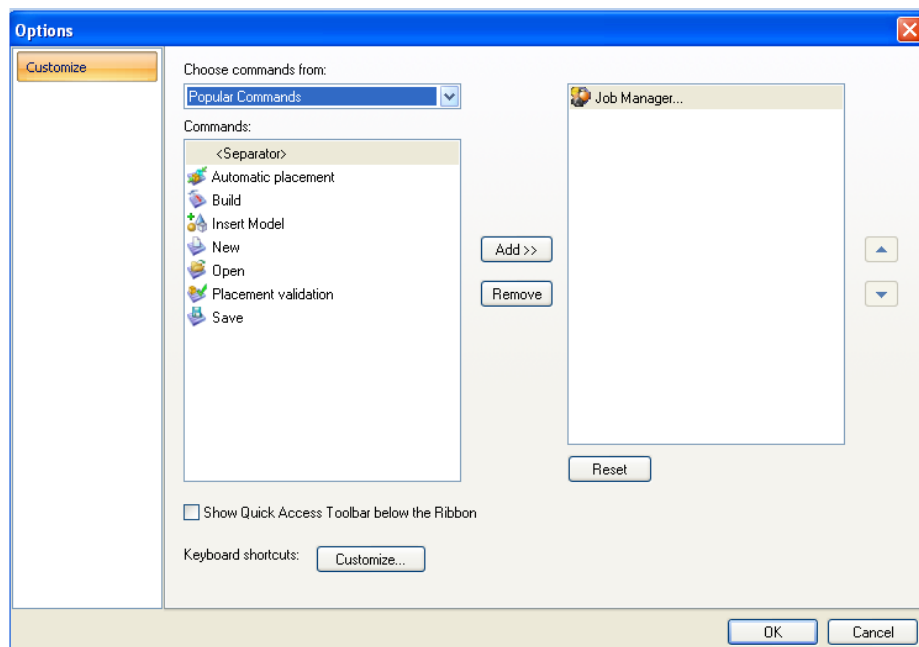 Options
Customize
Choose commands from:
Popular Commands
Commands:
<Separator>
Automatic placement
Build
Insert Model
New
Open
Placement validation
Save
Add >>
Remove
Job Manager...
Reset
Show Quick Access Toolbar below the Ribbon
Keyboard shortcuts:
Customize...
OK
Cancel